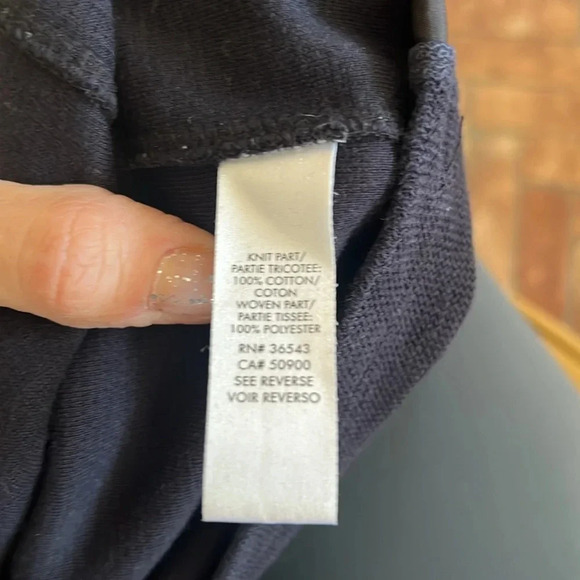 KNIT PART/
PARTIE TRICOTEE:
100% COTTON/
COTON
WOVEN PART/
PARTIE TISSEE:
100% POLYESTER
RN# 36543
CA# 50900
SEE REVERSE
VOIR REVERSO